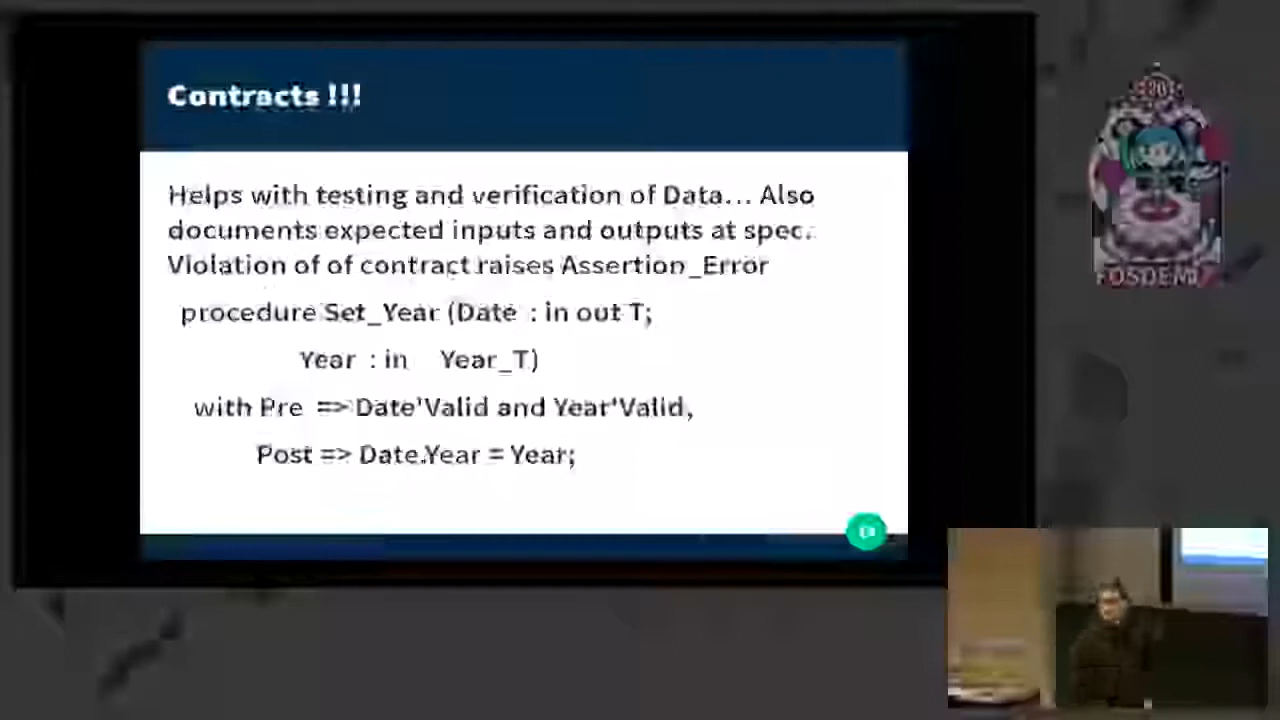 Contracts !!!
Helps with testing and verification of Data... Also
documents expected inputs and outputs at spec.
Violation of of contract raises Assertion_Error
procedure Set_Year (Date : in out T;
Year : in Year_T)
with Pre => Date'Valid and Year'Valid,
Post => Date.Year = Year;
FOSDEM